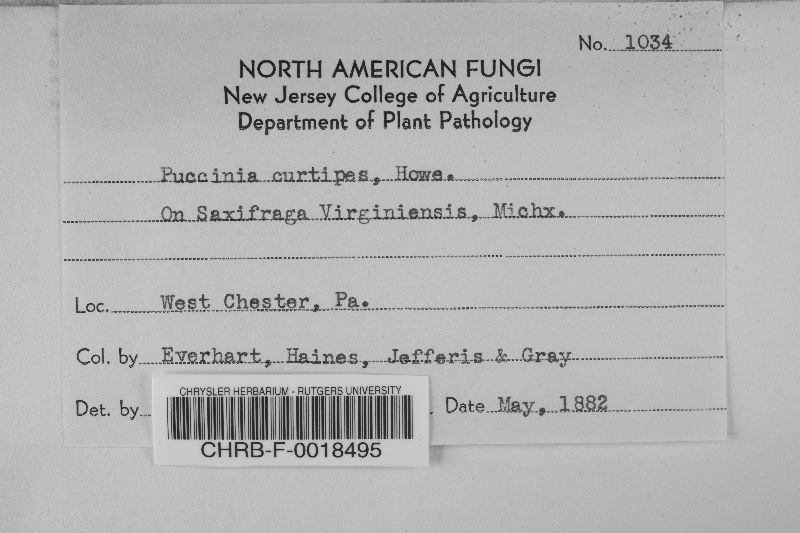 No. 1034
NORTH AMERICAN FUNGI
New Jersey College of Agriculture
Department of Plant Pathology
Puccinia curtipes, Howe.
On Saxifraga Virginiensis, Michx.
Loc. West Chester, Pa.
Col. by Everhart, Haines, Jefferis & Gray
Det. by Date May, 1882
CHRYSLER HERBARIUM - RUTGERS UNIVERSITY
CHRB-F-0018495